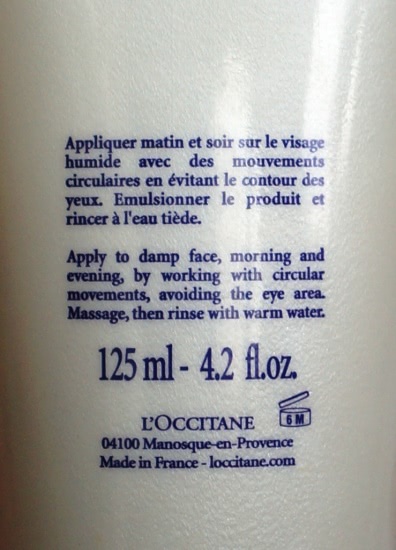 Appliquer matin et soir sur le visage
humide avec des mouvements
circulaires en évitant le contour des
yeux. Emulsionner le produit et
rincer à l'eau tiède.
Apply to damp face, morning and
evening, by working with circular
movements, avoiding the eye area.
Massage, then rinse with warm water.
125 ml - 4.2 fl.oz.
L'OCCITANE
6 M
04100 Manosque-en-Provence
Made in France - loccitane.com